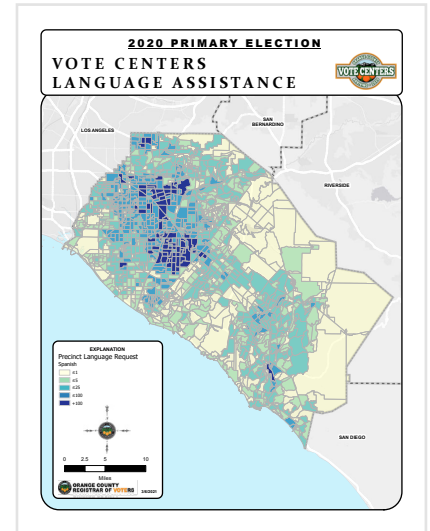 2020 PRIMARY ELECTION
VOTE CENTERS
LANGUAGE ASSISTANCE
VOTE CENTERS
LOS ANGELES
SAN
BERNARDINO
RIVERSIDE
SAN DIEGO
EXPLANATION
Precinct Language Request
Spanish
≤1
≤5
≤25
≤100
>100
0 2.5 5 10
Miles
ORANGE COUNTY
REGISTRAR OF VOTERS